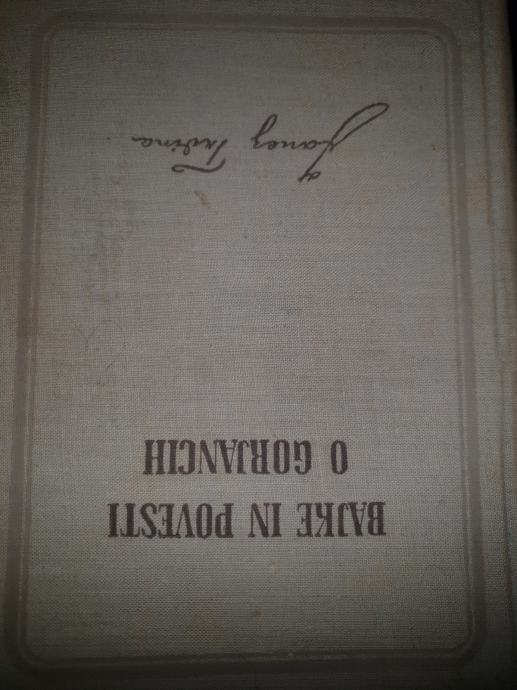 BAJKE IN POVESTI
O GORJANCIH
Janez Trdina